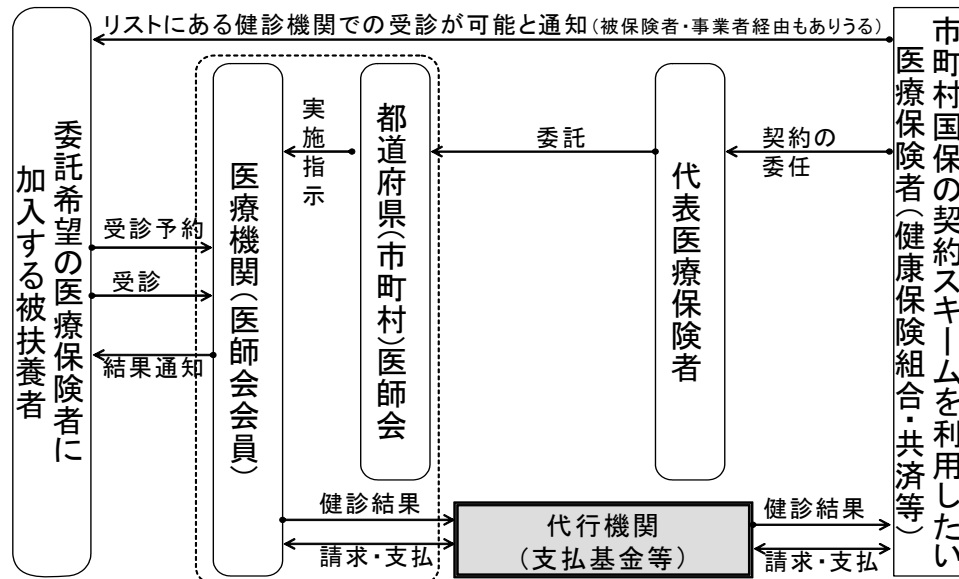 リストにある健診機関での受診が可能と通知(被保険者・事業者経由もありうる)
委託希望の医療保険者に
加入する被扶養者
受診予約
受診
結果通知
医療機関(医師会会員)
実施指示
都道府県(市町村)医師会
委託
代表医療保険者
契約の
委任
市町村国保の契約スキームを利用したい
医療保険者(健康保険組合・共済等)
健診結果
請求・支払
代行機関
(支払基金等)
健診結果
請求・支払